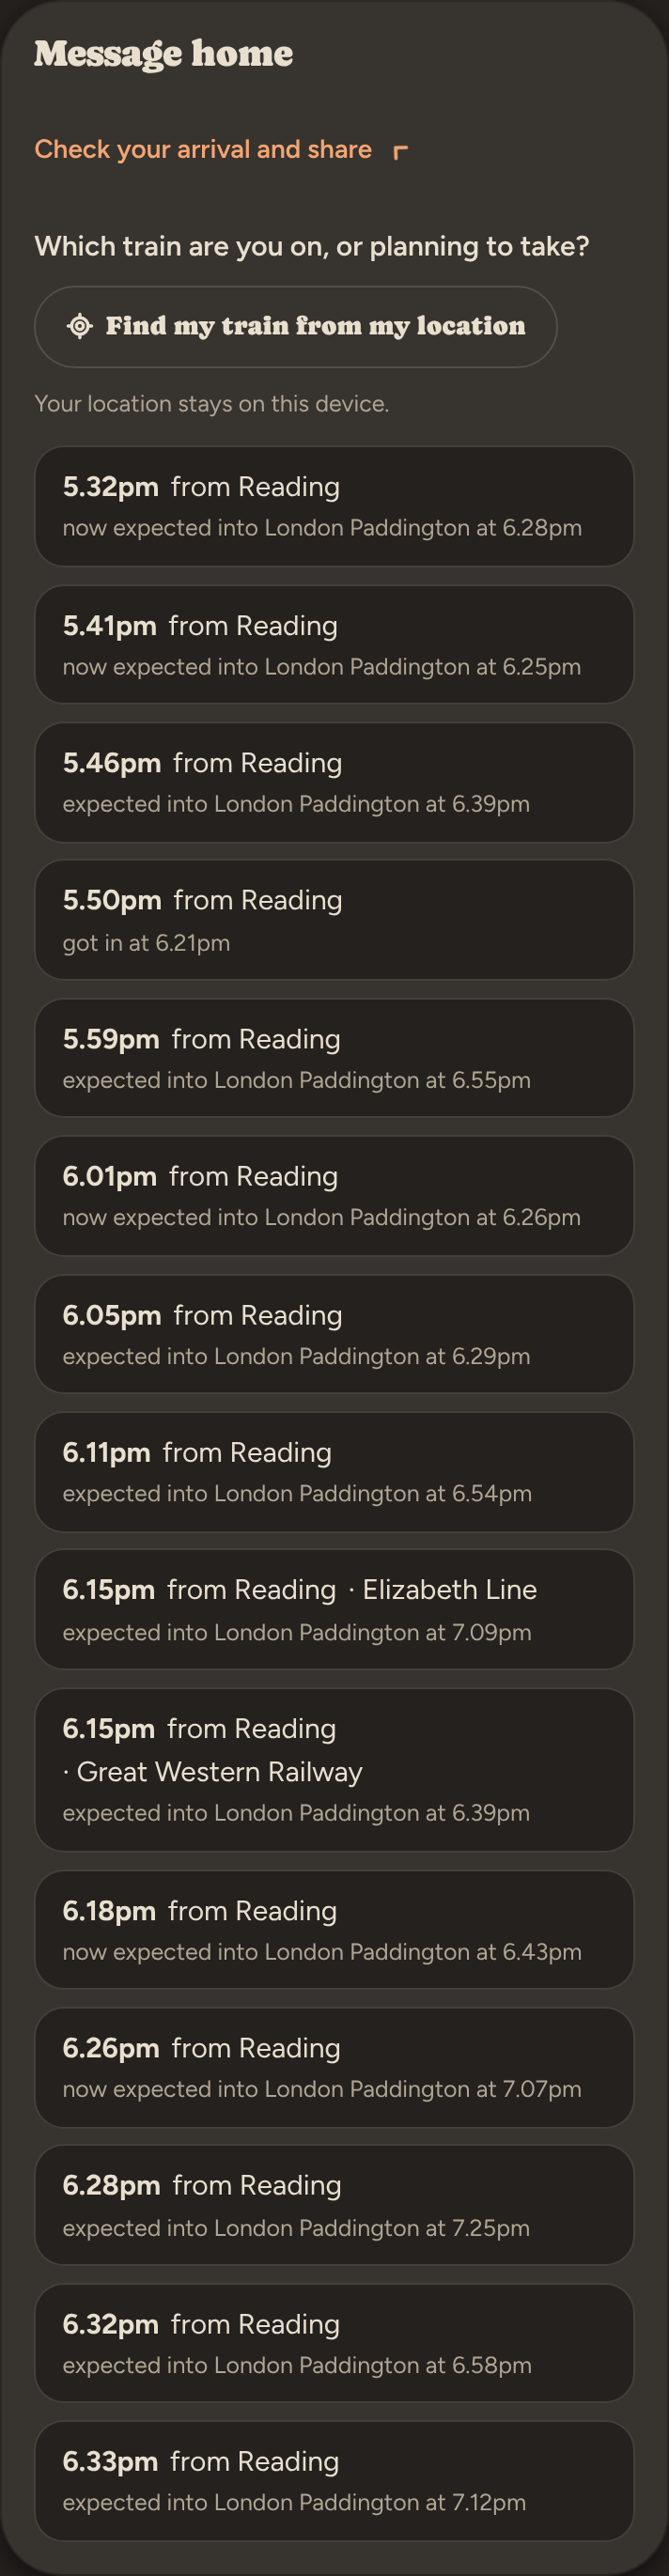 Message home
Check your arrival and share
Which train are you on, or planning to take?
Find my train from my location
Your location stays on this device.
5.32pm from Reading
now expected into London Paddington at 6.28pm
5.41pm from Reading
now expected into London Paddington at 6.25pm
5.46pm from Reading
expected into London Paddington at 6.39pm
5.50pm from Reading
got in at 6.21pm
5.59pm from Reading
expected into London Paddington at 6.55pm
6.01pm from Reading
now expected into London Paddington at 6.26pm
6.05pm from Reading
expected into London Paddington at 6.29pm
6.11pm from Reading
expected into London Paddington at 6.54pm
6.15pm from Reading · Elizabeth Line
expected into London Paddington at 7.09pm
6.15pm from Reading
· Great Western Railway
expected into London Paddington at 6.39pm
6.18pm from Reading
now expected into London Paddington at 6.43pm
6.26pm from Reading
now expected into London Paddington at 7.07pm
6.28pm from Reading
expected into London Paddington at 7.25pm
6.32pm from Reading
expected into London Paddington at 6.58pm
6.33pm from Reading
expected into London Paddington at 7.12pm